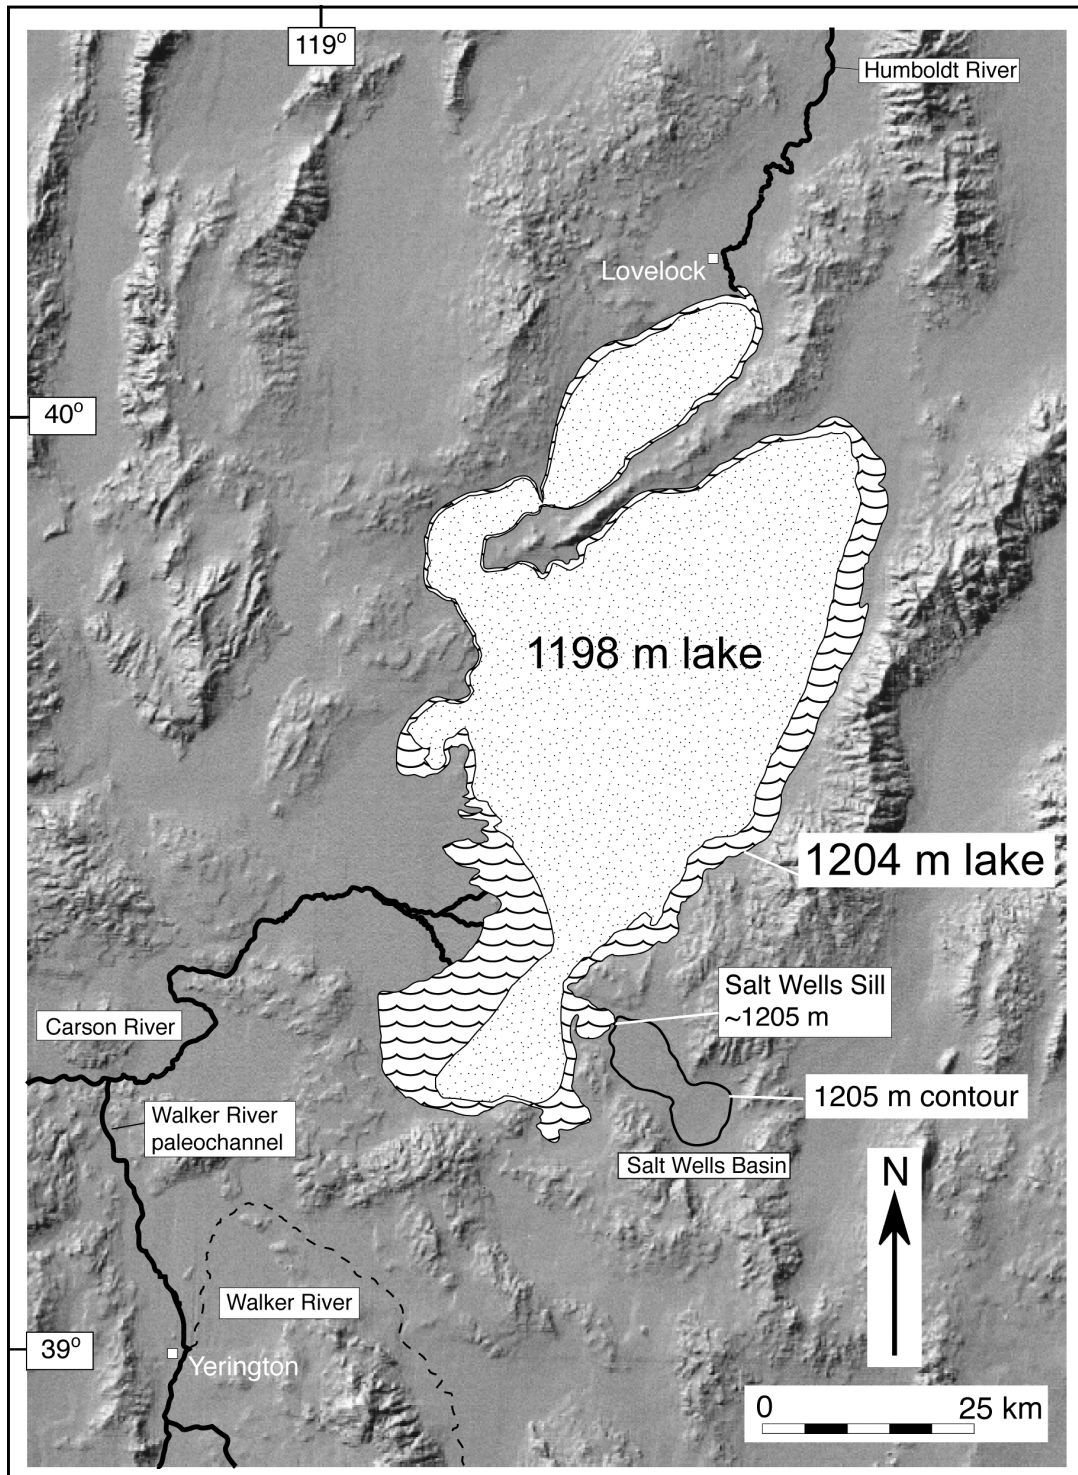 119°
Humboldt River
Lovelock
40°
1198 m lake
1204 m lake
Salt Wells Sill
~1205 m
Carson River
1205 m contour
Walker River
paleochannel
Salt Wells Basin
N
Walker River
39°
Yerington
0 25 km